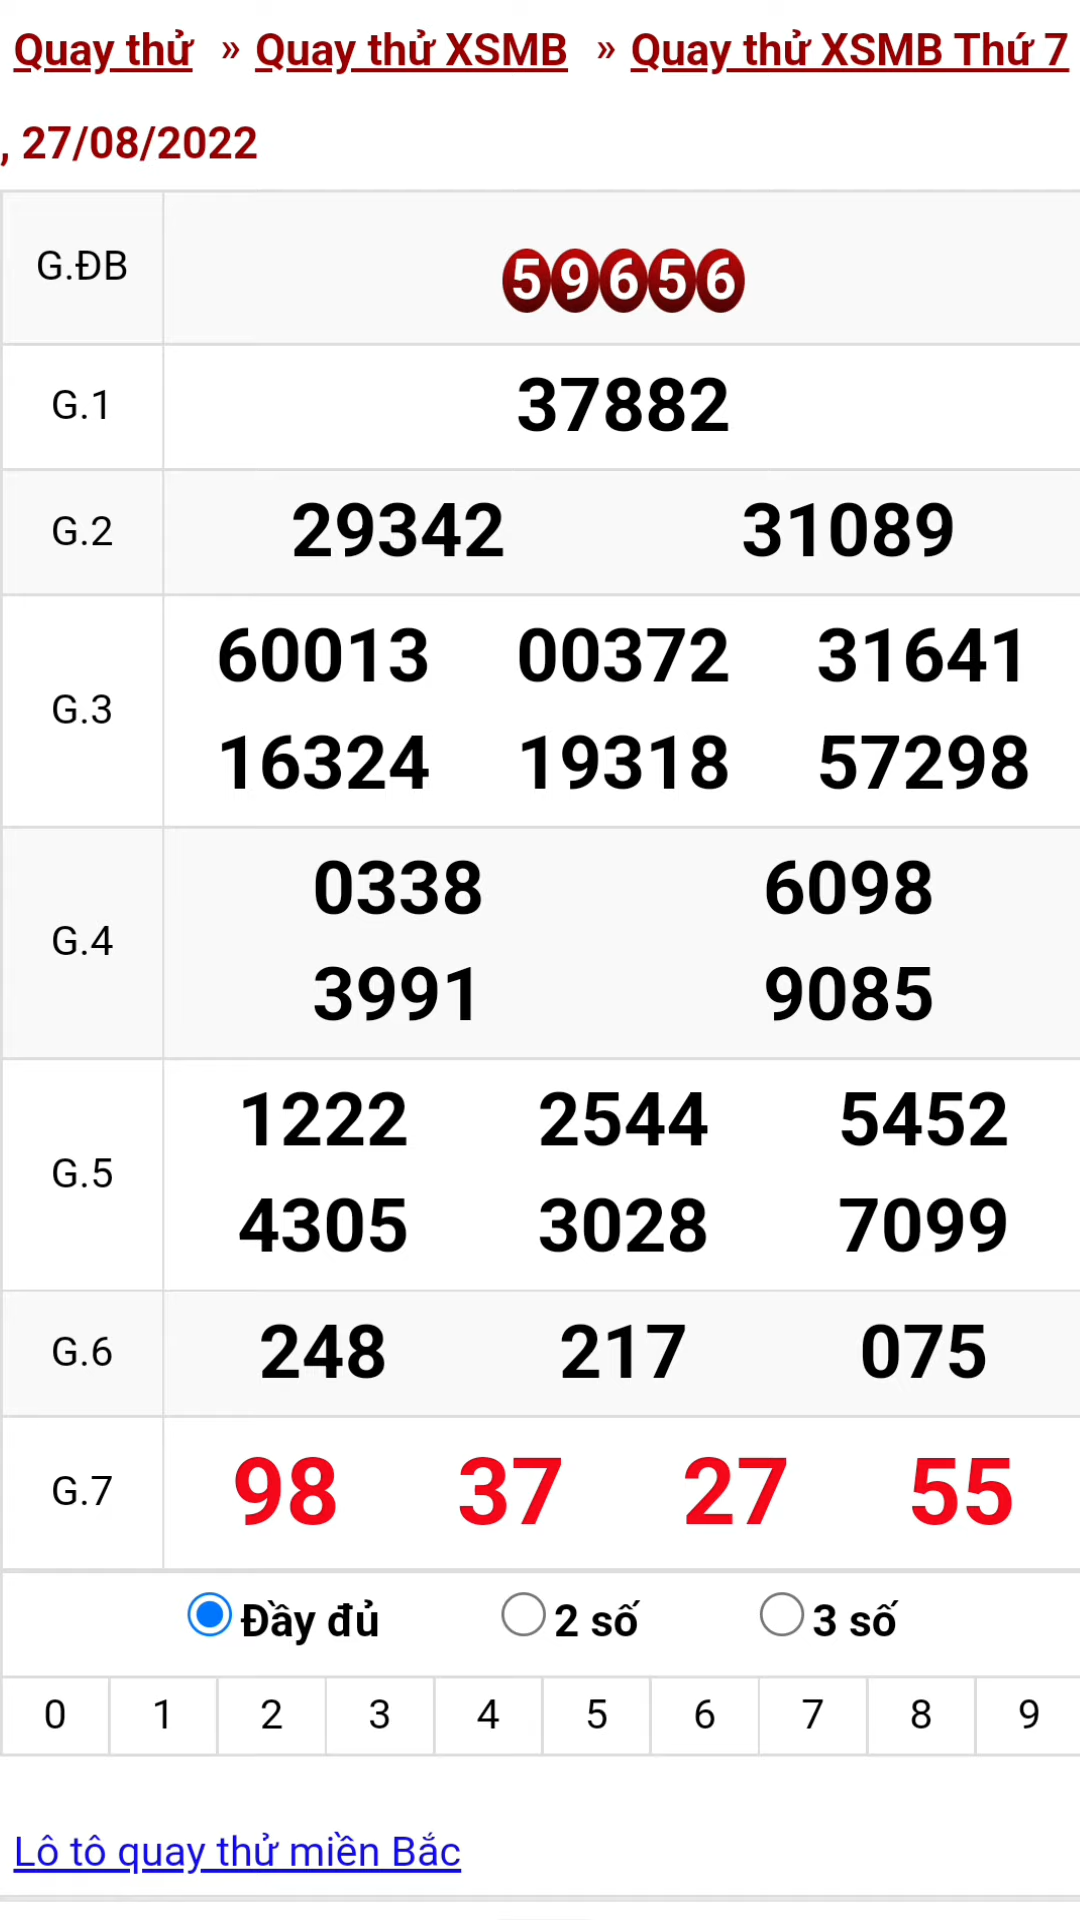 Quay thử » Quay thử XSMB » Quay thử XSMB Thứ 7
, 27/08/2022
G.ĐB 59656
G.1 37882
G.2 29342 31089
G.3 60013 00372 31641
16324 19318 57298
G.4 0338 6098
3991 9085
G.5 1222 2544 5452
4305 3028 7099
G.6 248 217 075
G.7 98 37 27 55
Đầy đủ 2 số 3 số
0 1 2 3 4 5 6 7 8 9
Lô tô quay thử miền Bắc